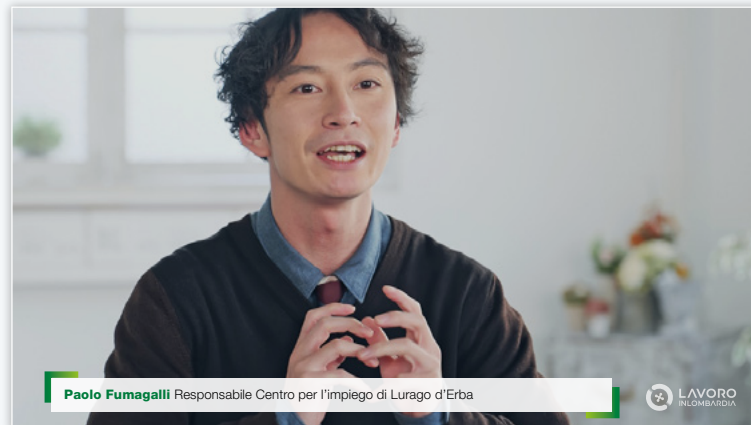 Paolo Fumagalli Responsabile Centro per l'impiego di Lurago d'Erba
LAVORO
INLOMBARDIA